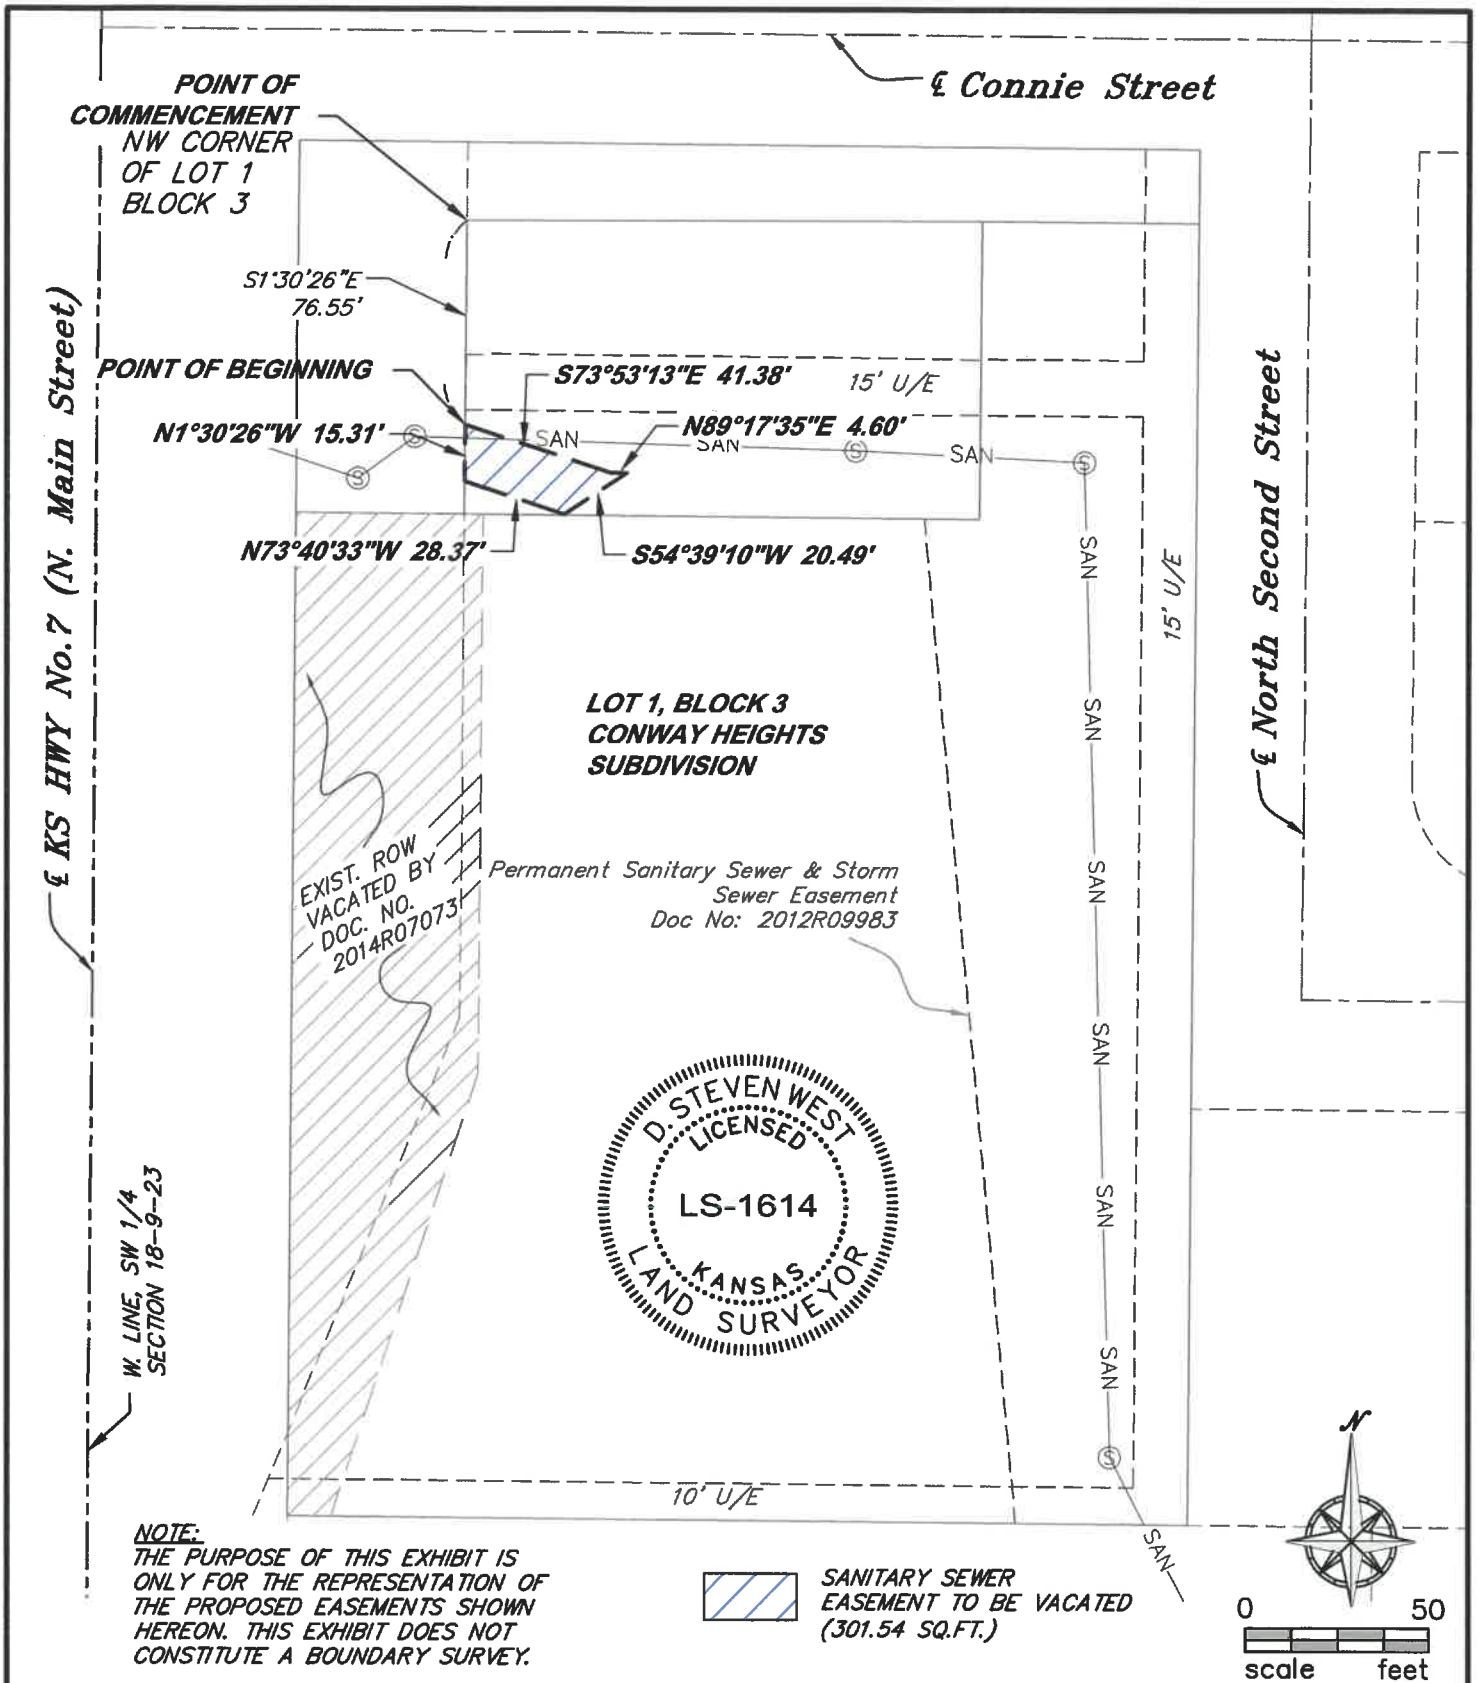 ℄ Connie Street
POINT OF
COMMENCEMENT
NW CORNER
OF LOT 1
BLOCK 3
S1°30'26"E
76.55'
POINT OF BEGINNING
S73°53'13"E 41.38'
15' U/E
N1°30'26"W 15.31'
N89°17'35"E 4.60'
S
SAN
SAN
S
SAN
S
S
N73°40'33"W 28.37'
S54°39'10"W 20.49'
℄ KS HWY No.7 (N. Main Street)
SAN
15' U/E
℄ North Second Street
LOT 1, BLOCK 3
CONWAY HEIGHTS
SUBDIVISION
SAN
EXIST. ROW
VACATED BY
DOC. NO.
2014R07073
Permanent Sanitary Sewer & Storm
Sewer Easement
Doc No: 2012R09983
SAN
SAN
D. STEVEN WEST
LICENSED
LS-1614
KANSAS
LAND SURVEYOR
W. LINE, SW 1/4
SECTION 18-9-23
SAN
SAN
S
10' U/E
SAN
N
NOTE:
THE PURPOSE OF THIS EXHIBIT IS
ONLY FOR THE REPRESENTATION OF
THE PROPOSED EASEMENTS SHOWN
HEREON. THIS EXHIBIT DOES NOT
CONSTITUTE A BOUNDARY SURVEY.
SANITARY SEWER
EASEMENT TO BE VACATED
(301.54 SQ.FT.)
0 50
scale feet